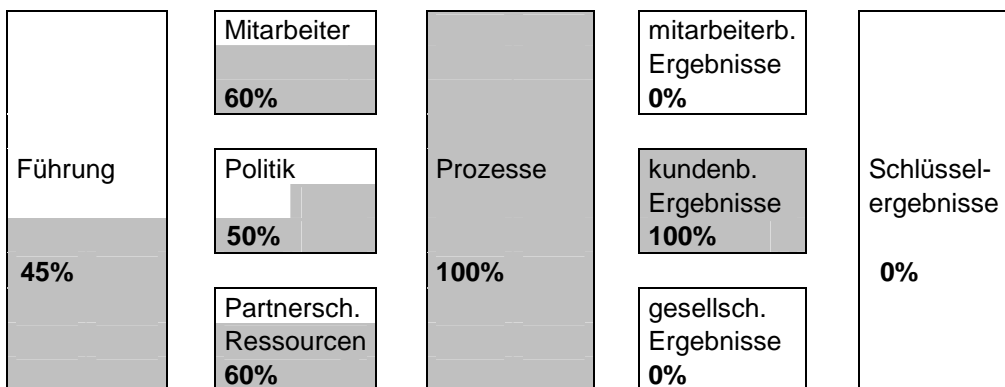 Führung
45%
Mitarbeiter
60%
Politik
50%
Partnersch.
Ressourcen
60%
Prozesse
100%
mitarbeiterb.
Ergebnisse
0%
kundenb.
Ergebnisse
100%
gesellsch.
Ergebnisse
0%
Schlüssel-
ergebnisse
0%